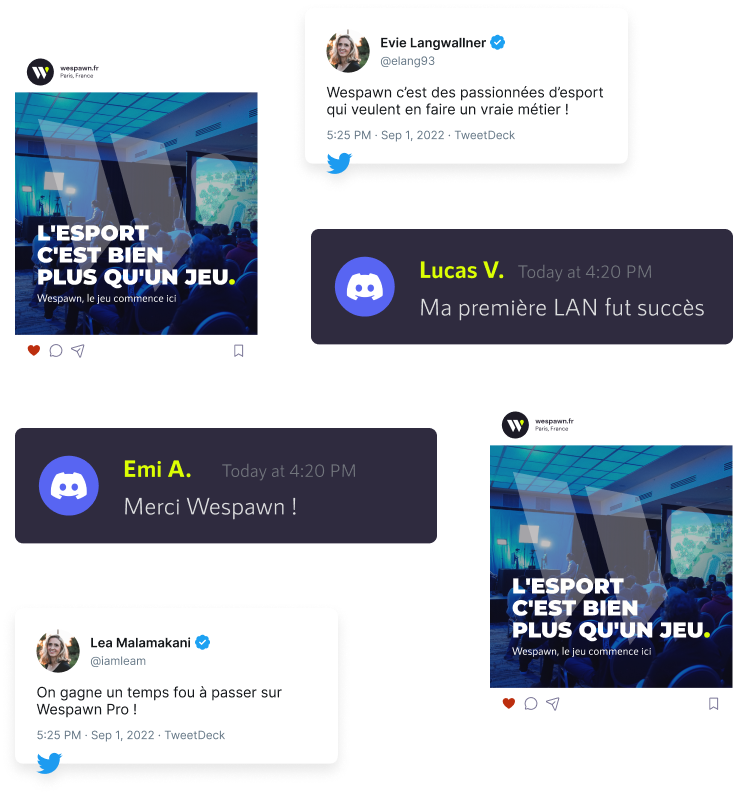 wespawn.fr
Paris, France
L'ESPORT
C'EST BIEN
PLUS QU'UN JEU.
Wespawn, le jeu commence ici
Evie Langwallner
@elang93
Wespawn c’est des passionnées d’esport
qui veulent en faire un vraie métier !
5:25 PM · Sep 1, 2022 · TweetDeck
Lucas V. Today at 4:20 PM
Ma première LAN fut succès
Emi A. Today at 4:20 PM
Merci Wespawn !
wespawn.fr
Paris, France
L'ESPORT
C'EST BIEN
PLUS QU'UN JEU.
Wespawn, le jeu commence ici
Lea Malamakani
@iamleam
On gagne un temps fou à passer sur
Wespawn Pro !
5:25 PM · Sep 1, 2022 · TweetDeck